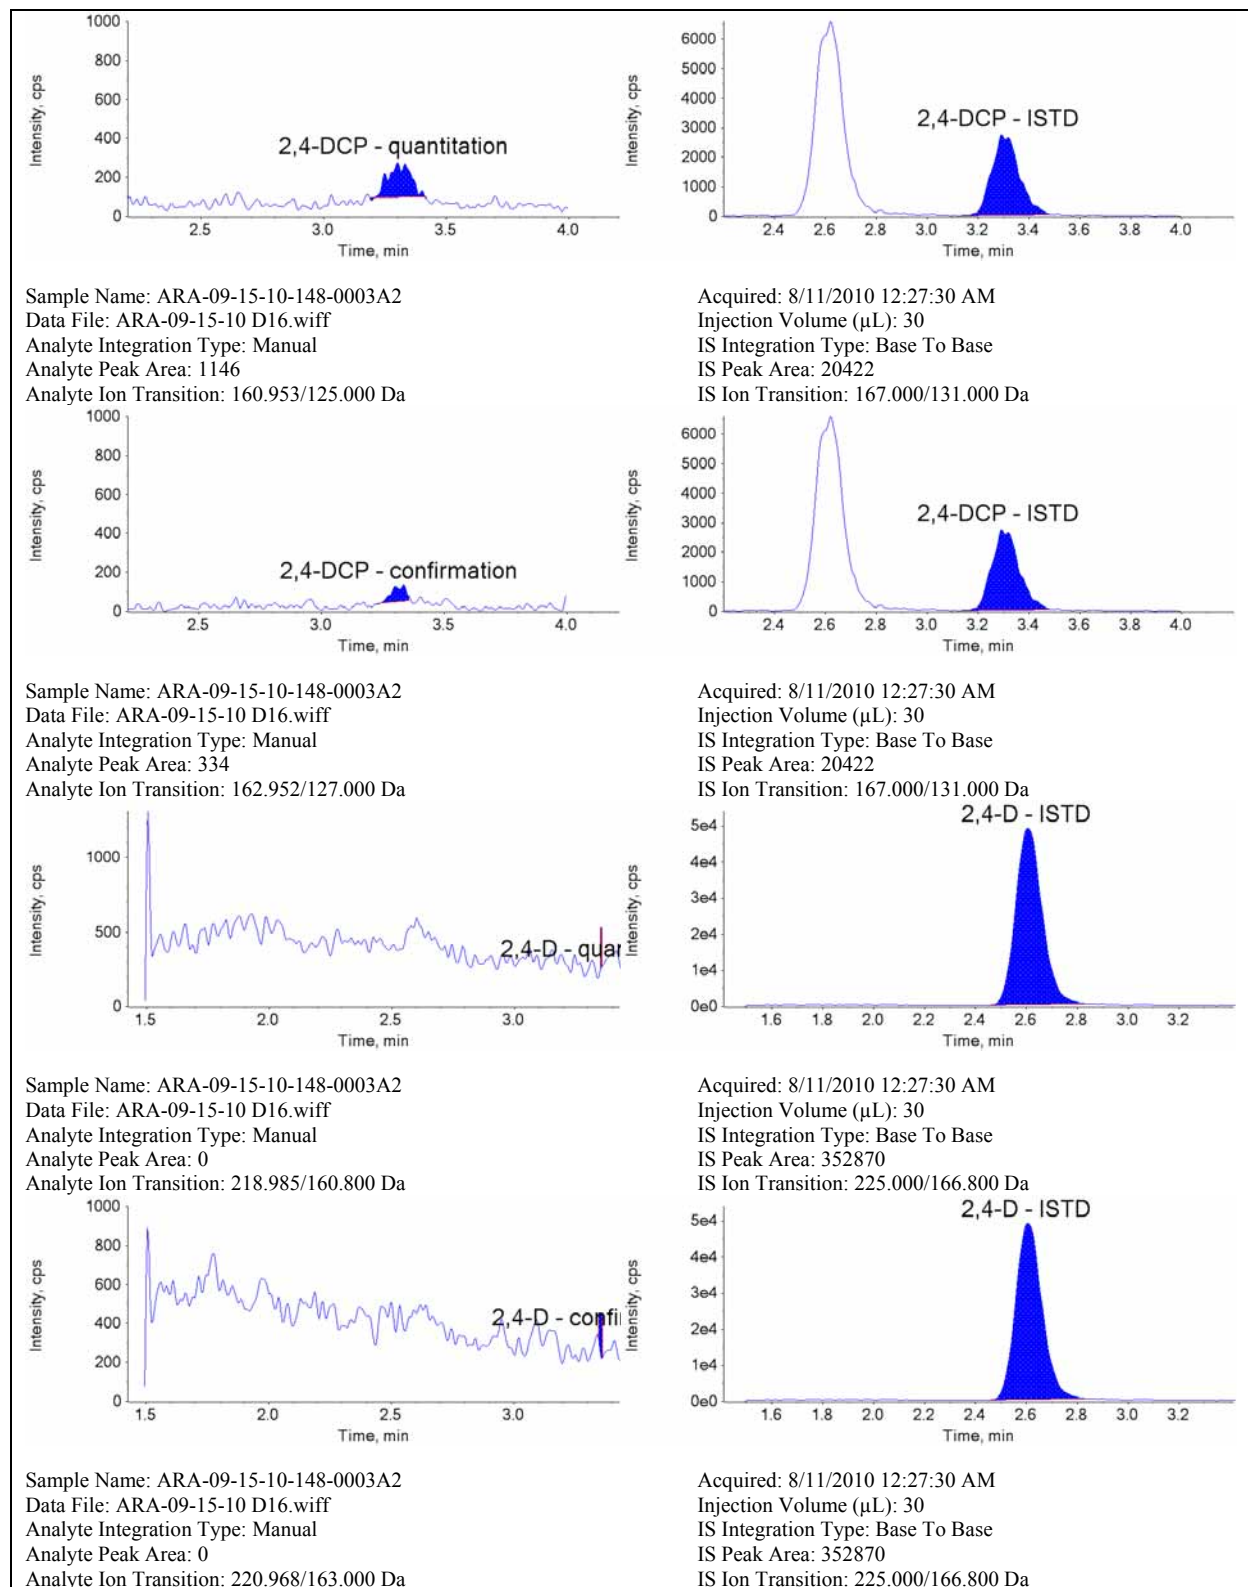 1000
800
600
400
200
0
Intensity, cps
2,4-DCP - quantitation
2.5 3.0 3.5 4.0
Time, min
6000
5000
4000
3000
2000
1000
0
Intensity, cps
2,4-DCP - ISTD
2.4 2.6 2.8 3.0 3.2 3.4 3.6 3.8 4.0
Time, min
Sample Name: ARA-09-15-10-148-0003A2
Data File: ARA-09-15-10 D16.wiff
Analyte Integration Type: Manual
Analyte Peak Area: 1146
Analyte Ion Transition: 160.953/125.000 Da
Acquired: 8/11/2010 12:27:30 AM
Injection Volume (µL): 30
IS Integration Type: Base To Base
IS Peak Area: 20422
IS Ion Transition: 167.000/131.000 Da
1000
800
600
400
200
0
Intensity, cps
2,4-DCP - confirmation
2.5 3.0 3.5 4.0
Time, min
6000
5000
4000
3000
2000
1000
0
Intensity, cps
2,4-DCP - ISTD
2.4 2.6 2.8 3.0 3.2 3.4 3.6 3.8 4.0
Time, min
Sample Name: ARA-09-15-10-148-0003A2
Data File: ARA-09-15-10 D16.wiff
Analyte Integration Type: Manual
Analyte Peak Area: 334
Analyte Ion Transition: 162.952/127.000 Da
Acquired: 8/11/2010 12:27:30 AM
Injection Volume (µL): 30
IS Integration Type: Base To Base
IS Peak Area: 20422
IS Ion Transition: 167.000/131.000 Da
1000
500
0
Intensity, cps
2,4-D - quan
1.5 2.0 2.5 3.0
Time, min
5e4
4e4
3e4
2e4
1e4
0e0
Intensity, cps
2,4-D - ISTD
1.6 1.8 2.0 2.2 2.4 2.6 2.8 3.0 3.2
Time, min
Sample Name: ARA-09-15-10-148-0003A2
Data File: ARA-09-15-10 D16.wiff
Analyte Integration Type: Manual
Analyte Peak Area: 0
Analyte Ion Transition: 218.985/160.800 Da
Acquired: 8/11/2010 12:27:30 AM
Injection Volume (µL): 30
IS Integration Type: Base To Base
IS Peak Area: 352870
IS Ion Transition: 225.000/166.800 Da
1000
800
600
400
200
0
Intensity, cps
2,4-D - confi
1.5 2.0 2.5 3.0
Time, min
5e4
4e4
3e4
2e4
1e4
0e0
Intensity, cps
2,4-D - ISTD
1.6 1.8 2.0 2.2 2.4 2.6 2.8 3.0 3.2
Time, min
Sample Name: ARA-09-15-10-148-0003A2
Data File: ARA-09-15-10 D16.wiff
Analyte Integration Type: Manual
Analyte Peak Area: 0
Analyte Ion Transition: 220.968/163.000 Da
Acquired: 8/11/2010 12:27:30 AM
Injection Volume (µL): 30
IS Integration Type: Base To Base
IS Peak Area: 352870
IS Ion Transition: 225.000/166.800 Da